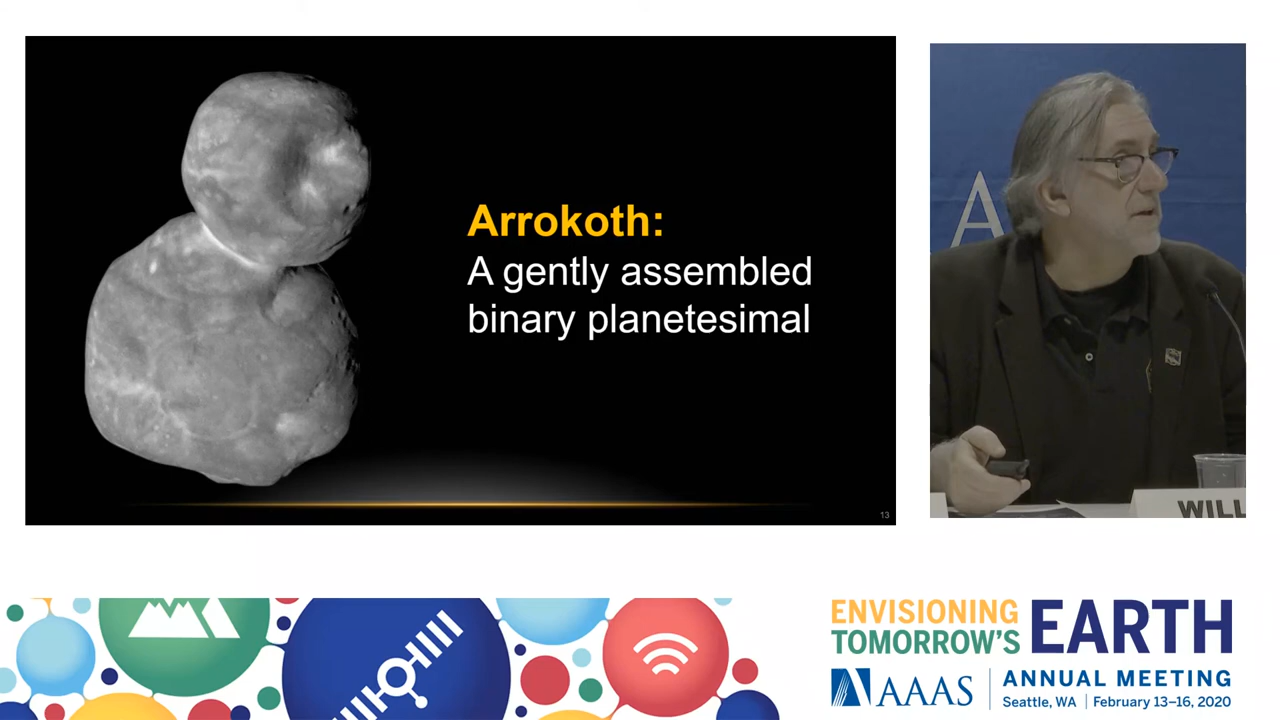 Arrokoth:
A gently assembled
binary planetesimal
13
A
WILL
ENVISIONING
TOMORROW'S
EARTH
AAAS
ANNUAL MEETING
Seattle, WA | February 13–16, 2020